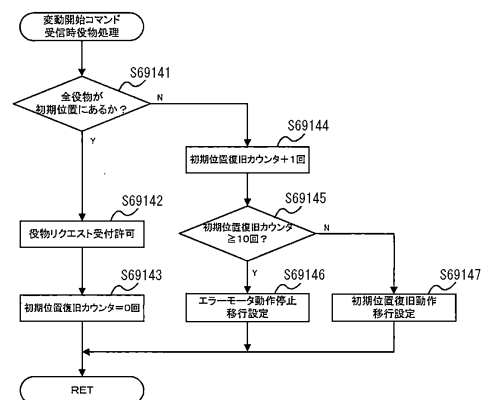 変動開始コマンド
受信時役物処理
S69141
全役物が
初期位置にあるか？
N
Y
S69144
初期位置復旧カウンタ+1回
S69145
初期位置復旧カウンタ
≧10回？
N
Y
S69142
役物リクエスト受付許可
S69143
初期位置復旧カウンタ=0回
S69146
エラーモータ動作停止
移行設定
S69147
初期位置復旧動作
移行設定
RET